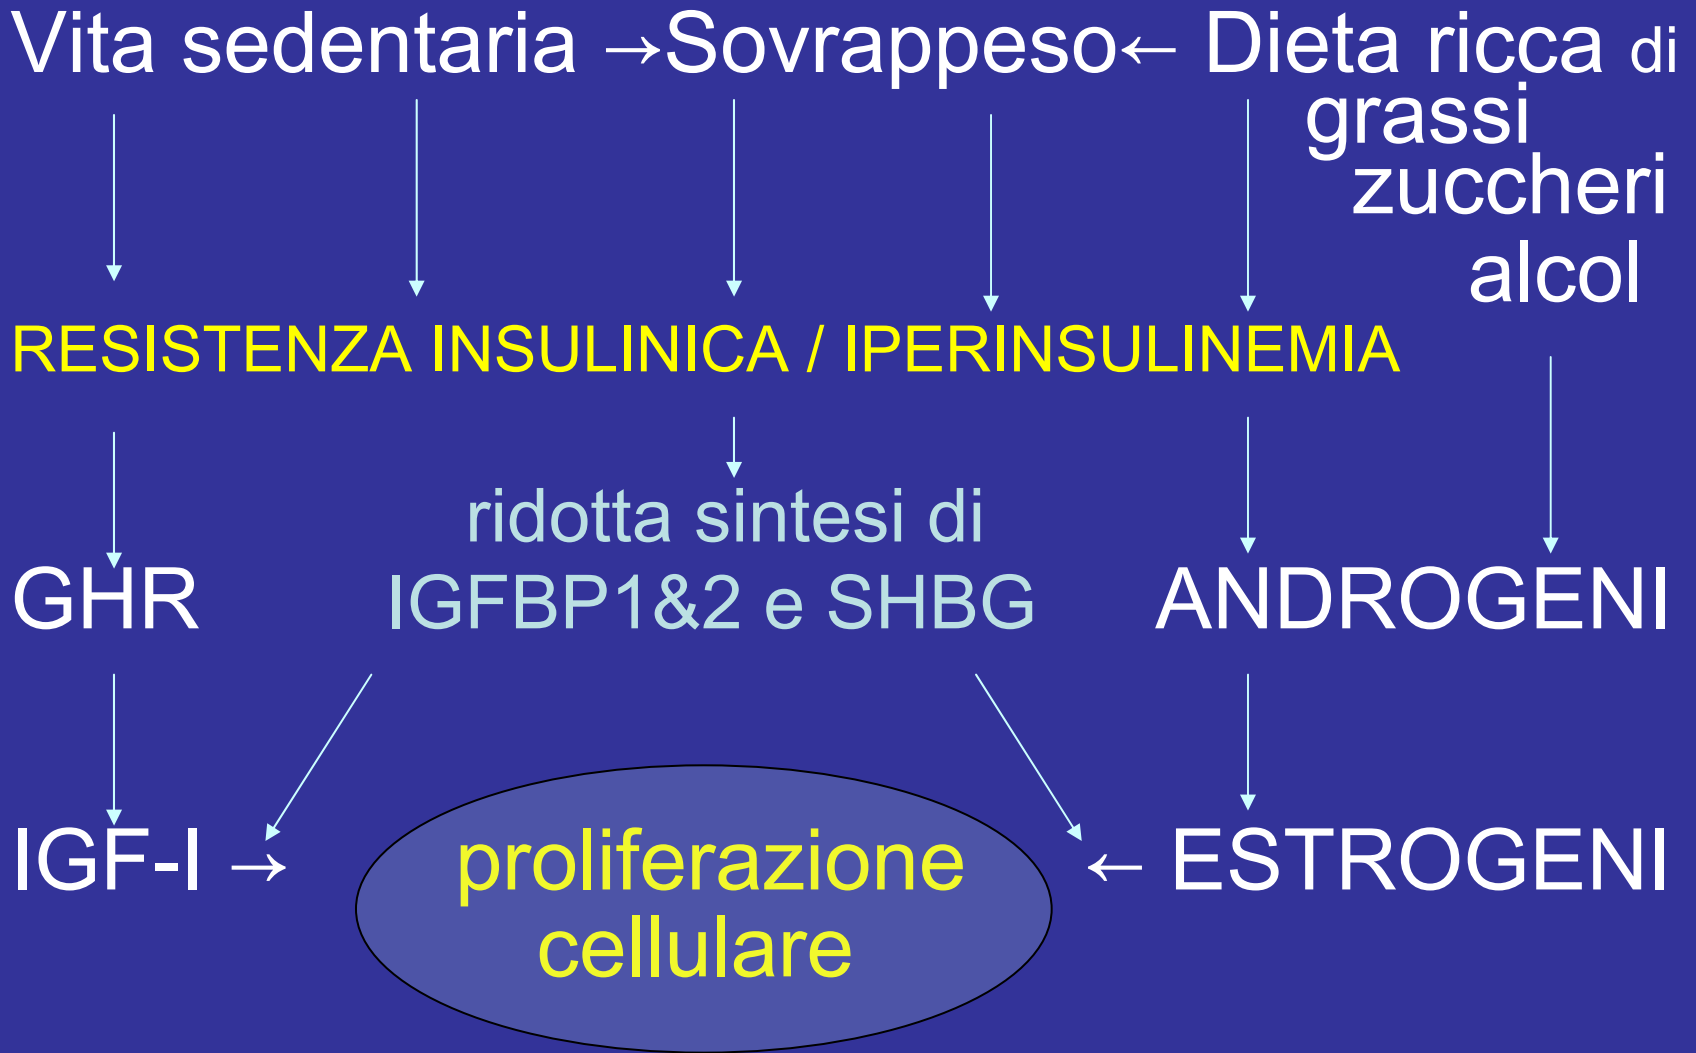 Vita sedentaria →Sovrappeso← Dieta ricca di
grassi
zuccheri
alcol
RESISTENZA INSULINICA / IPERINSULINEMIA
ridotta sintesi di
GHR IGFBP1&2 e SHBG ANDROGENI
IGF-I → proliferazione ← ESTROGENI
cellulare